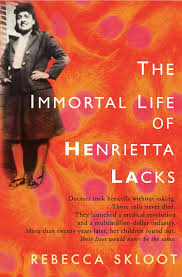 THE
IMMORTAL LIFE
OF
HENRIETTA
LACKS
Doctors took her cells without asking.
Those cells never died.
They launched a medical revolution
and a multimillion-dollar industry.
More than twenty years later, her children found out.
Their lives would never be the same.
REBECCA SKLOOT